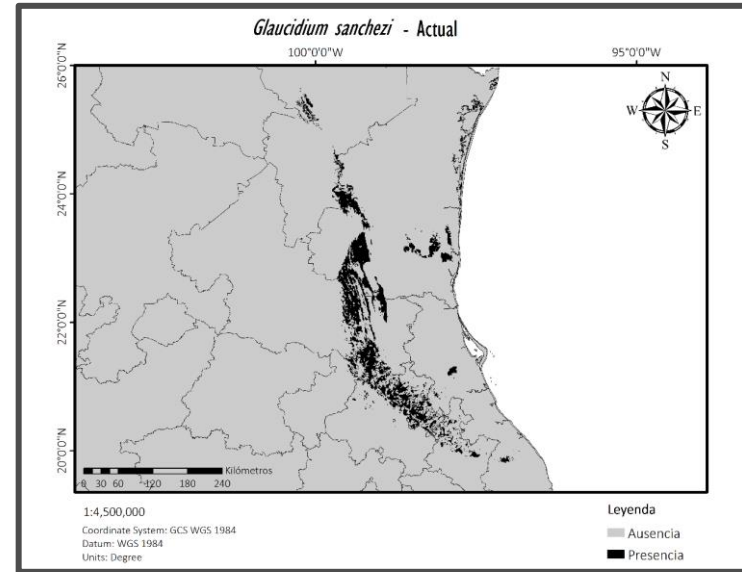 Glaucidium sanchezi - Actual
100°0'0"W
95°0'0"W
26°0'0"N
24°0'0"N
22°0'0"N
20°0'0"N
N
W
E
S
Kilómetros
0 30 60 120 180 240
1:4,500,000
Coordinate System: GCS WGS 1984
Datum: WGS 1984
Units: Degree
Leyenda
Ausencia
Presencia